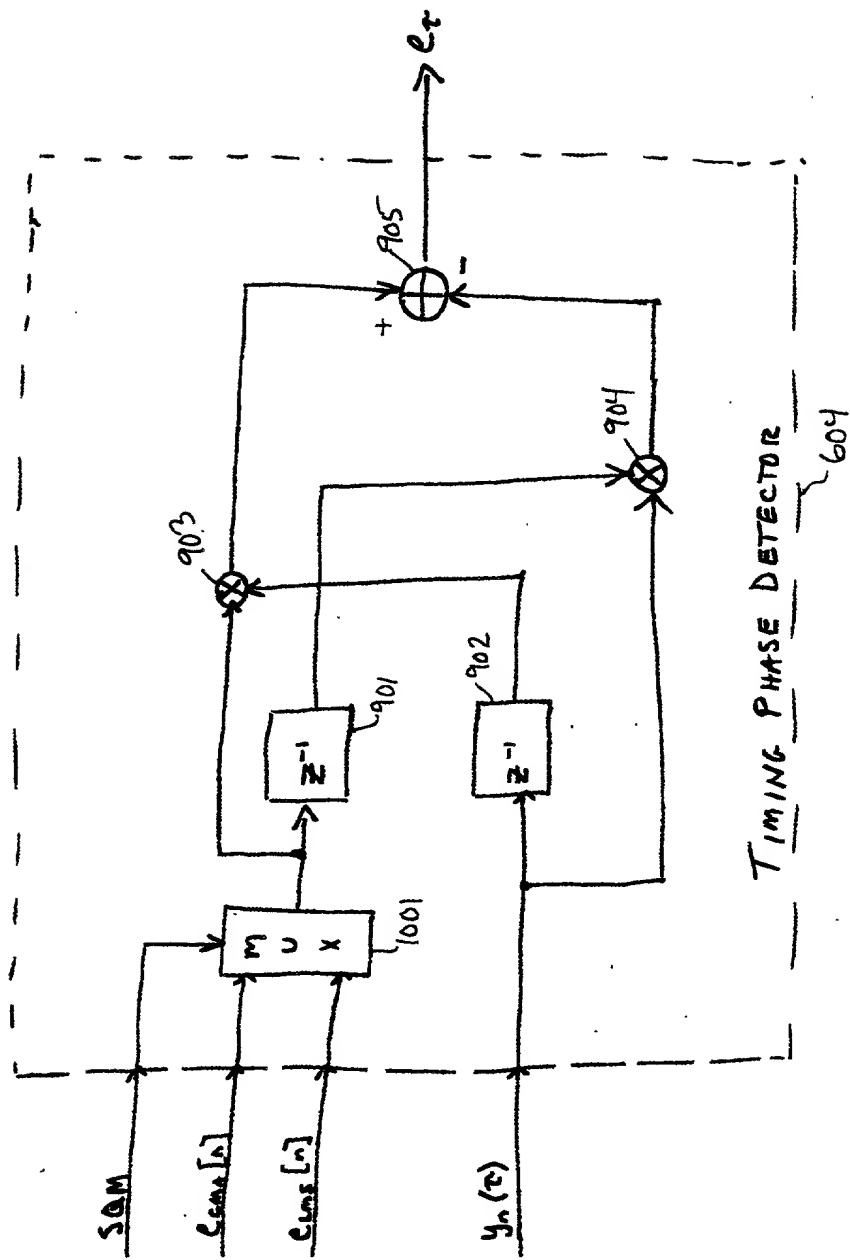 SQM
e_CMA[n]
e_LMS[n]
y_n(τ)
MUX
1001
z⁻¹
901
z⁻¹
902
903
904
+
-
905
e_τ
TIMING PHASE DETECTOR
604